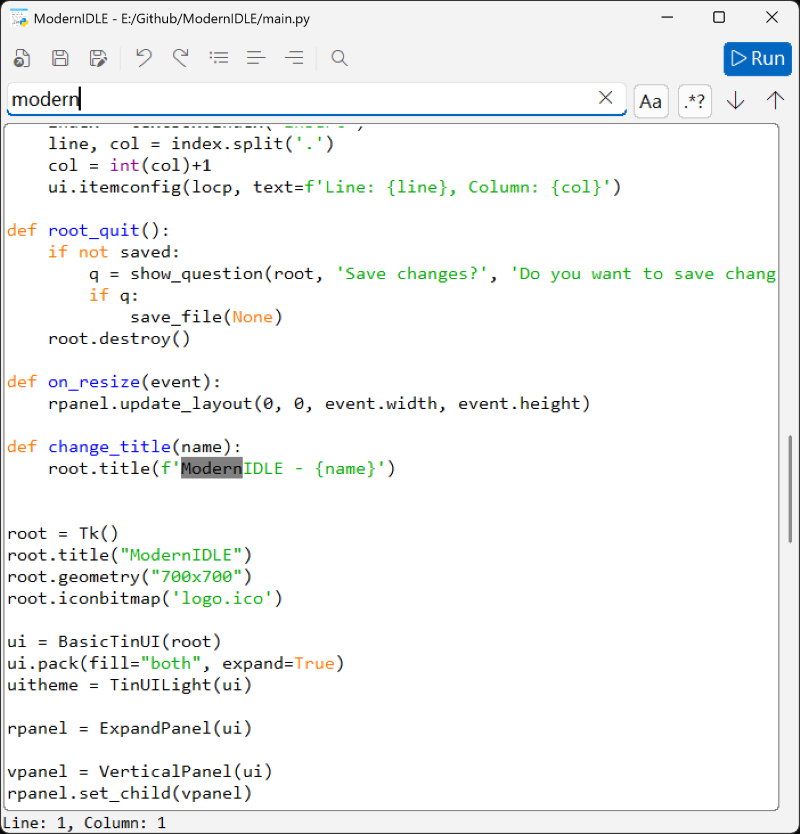 ModernIDLE - E:/Github/ModernIDLE/main.py
Run
modern
Aa
.*?
line, col = index.split('.')
col = int(col)+1
ui.itemconfig(locp, text=f'Line: {line}, Column: {col}')
def root_quit():
if not saved:
q = show_question(root, 'Save changes?', 'Do you want to save chang
if q:
save_file(None)
root.destroy()
def on_resize(event):
rpanel.update_layout(0, 0, event.width, event.height)
def change_title(name):
root.title(f'ModernIDLE - {name}')
root = Tk()
root.title("ModernIDLE")
root.geometry("700x700")
root.iconbitmap('logo.ico')
ui = BasicTinUI(root)
ui.pack(fill="both", expand=True)
uitheme = TinUILight(ui)
rpanel = ExpandPanel(ui)
vpanel = VerticalPanel(ui)
rpanel.set_child(vpanel)
Line: 1, Column: 1